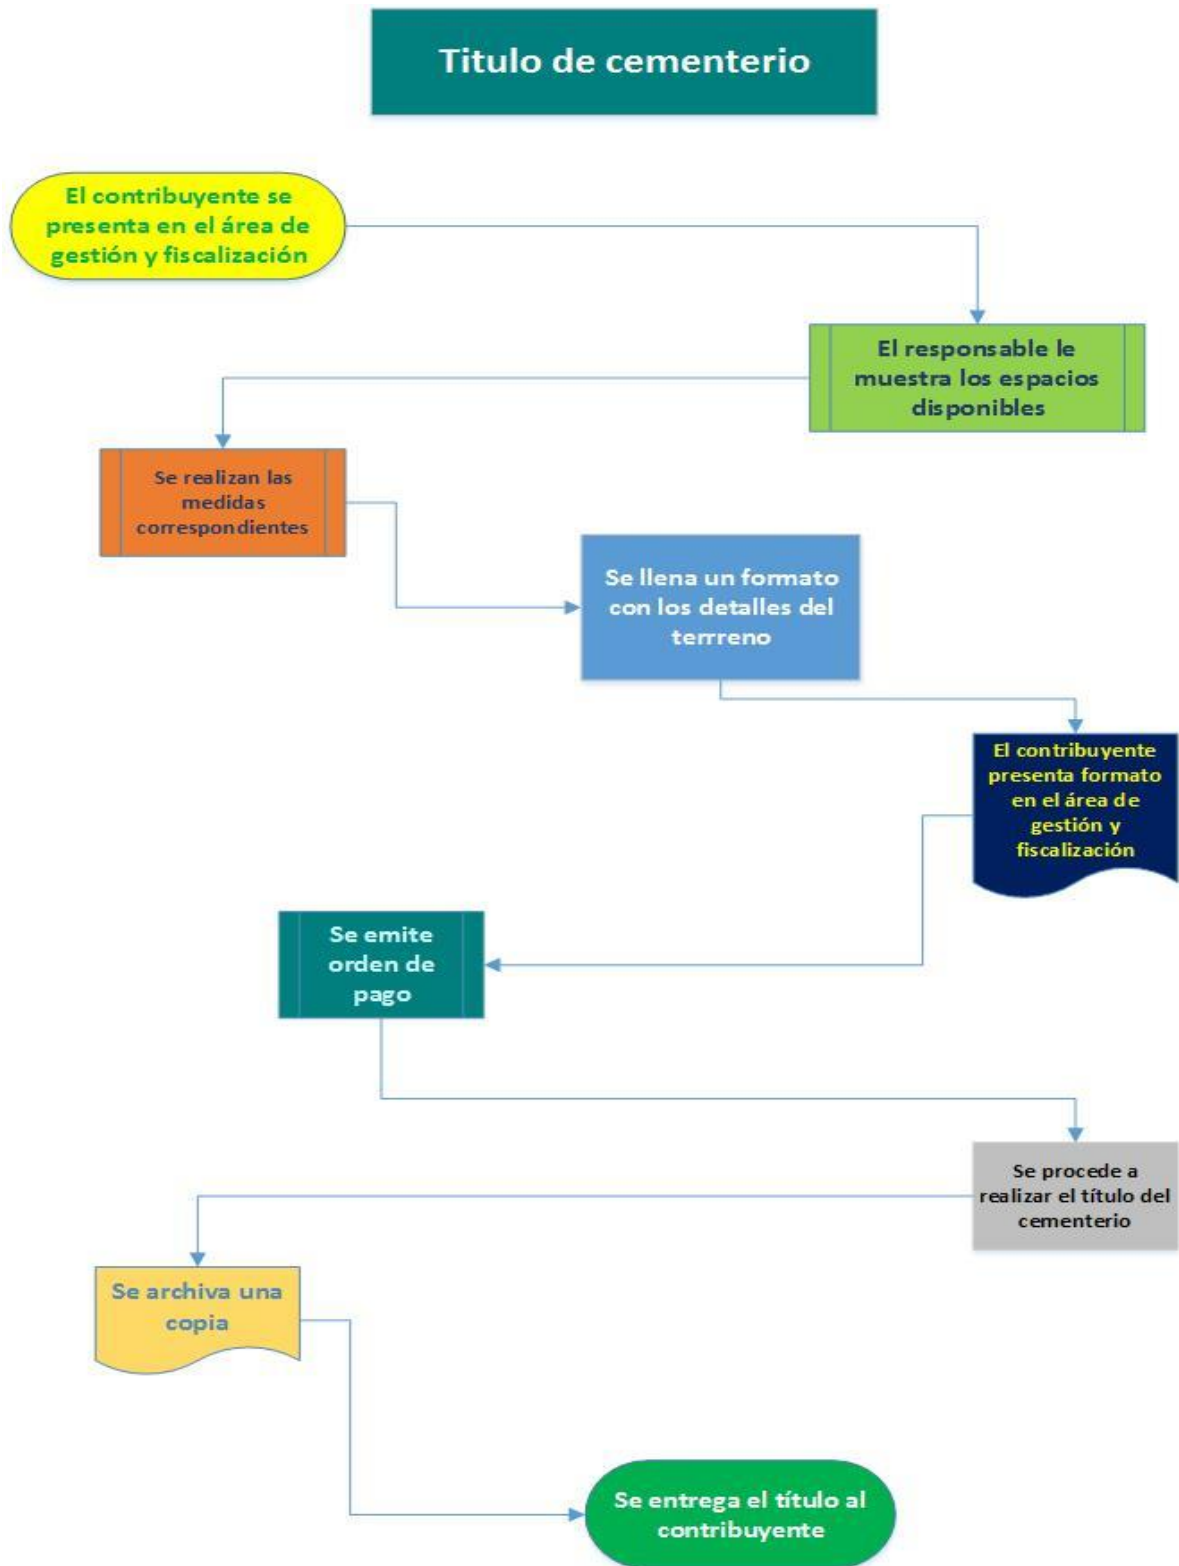 Titulo de cementerio
El contribuyente se
presenta en el área de
gestión y fiscalización
El responsable le
muestra los espacios
disponibles
Se realizan las
medidas
correspondientes
Se llena un formato
con los detalles del
terrreno
El contribuyente
presenta formato
en el área de
gestión y
fiscalización
Se emite
orden de
pago
Se procede a
realizar el título del
cementerio
Se archiva una
copia
Se entrega el título al
contribuyente